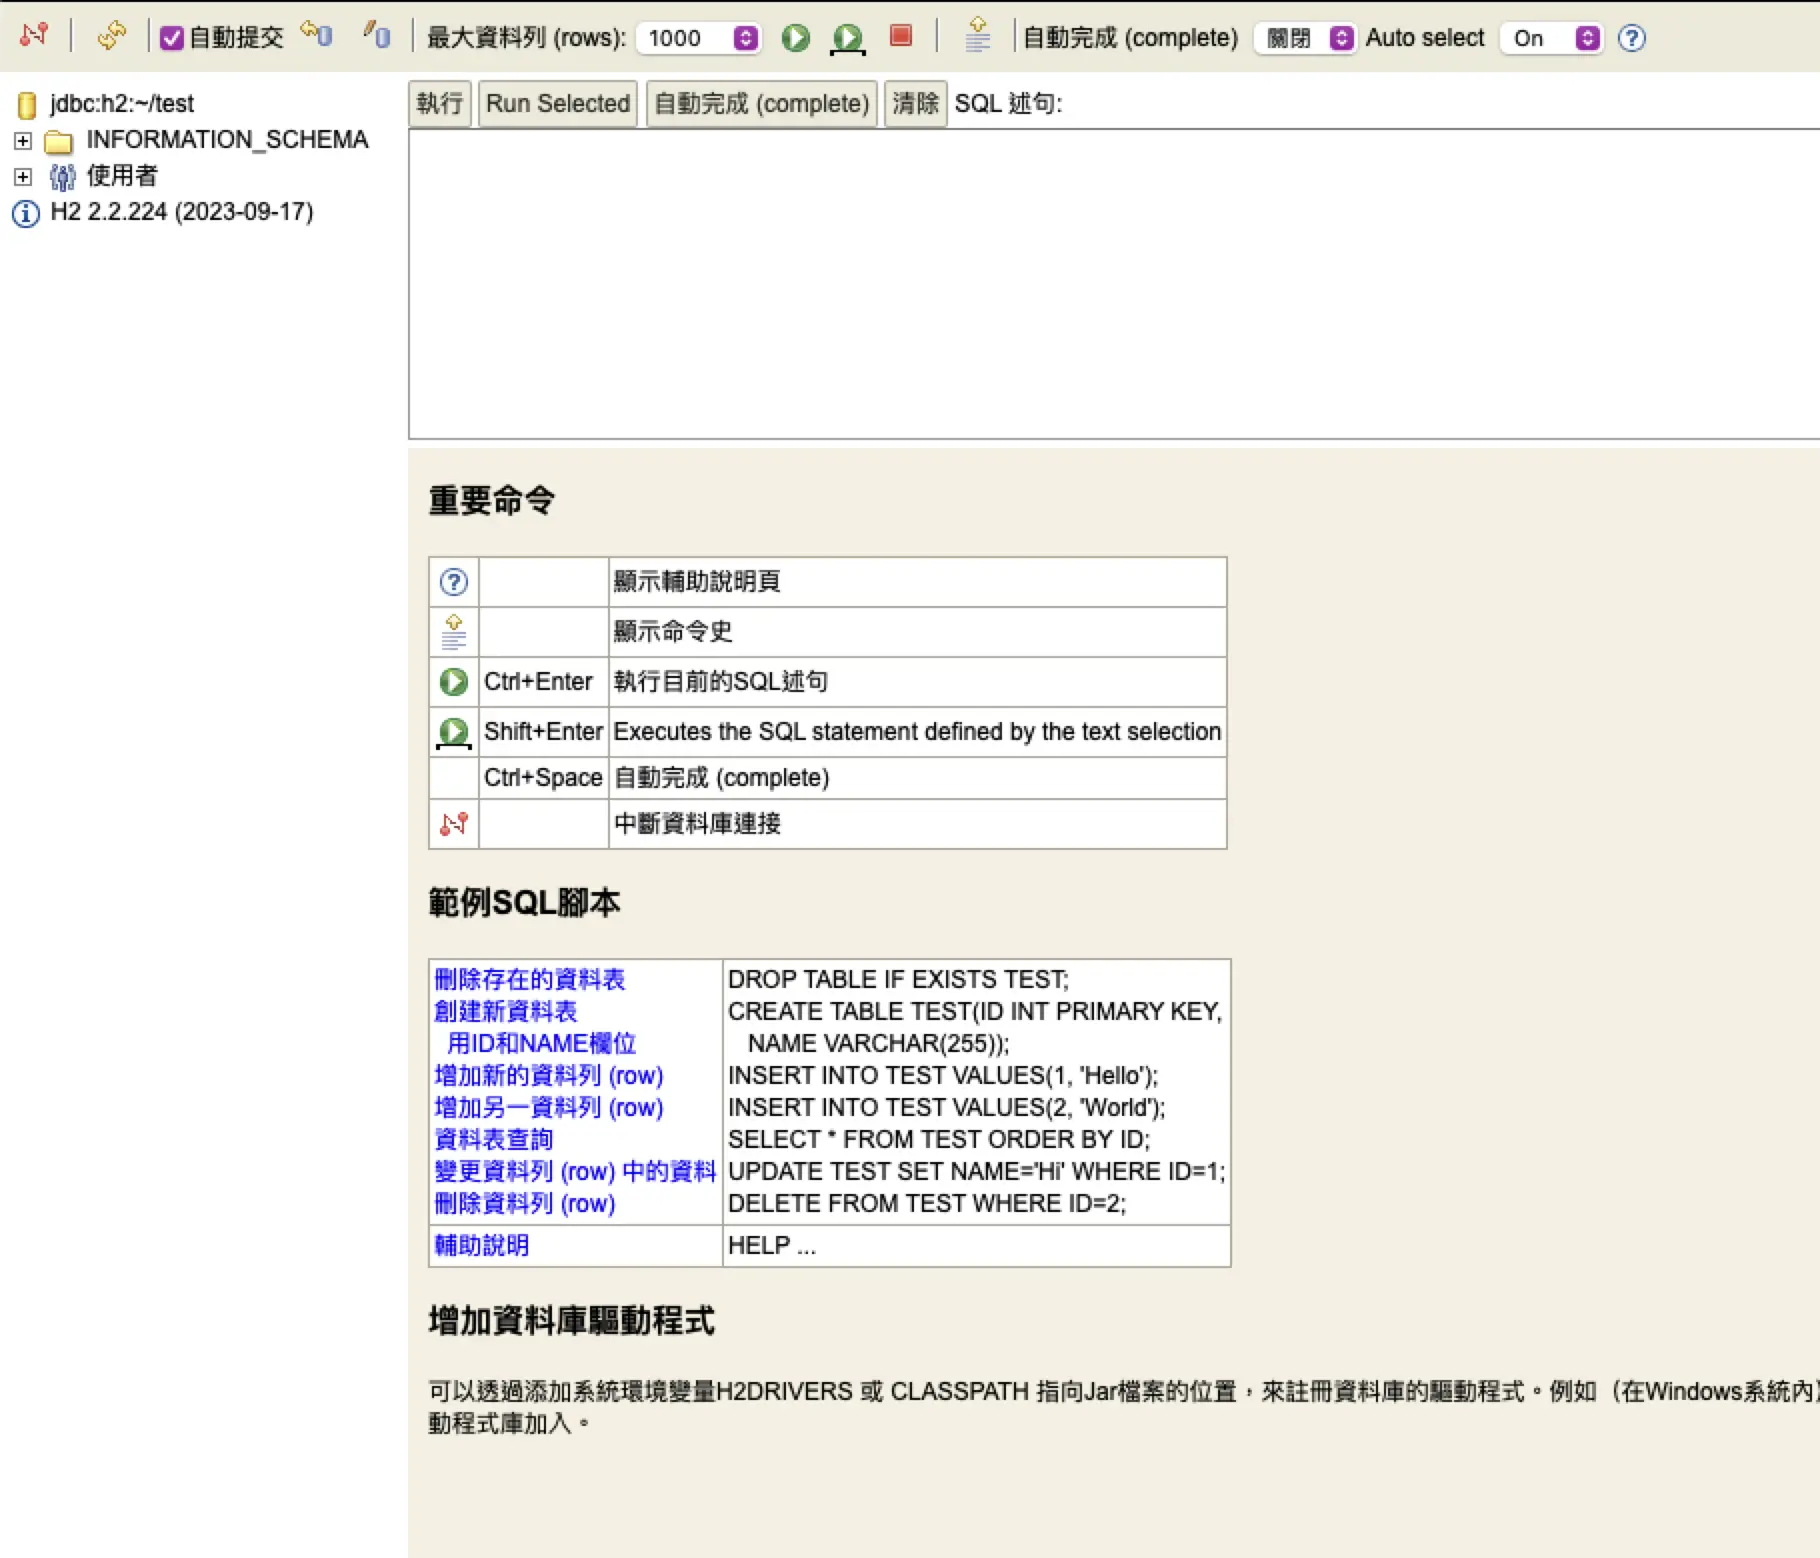 自動提交 最大資料列 (rows): 1000 自動完成 (complete) 關閉 Auto select On
jdbc:h2:~/test
INFORMATION_SCHEMA
使用者
H2 2.2.224 (2023-09-17)
執行 Run Selected 自動完成 (complete) 清除 SQL 述句:
重要命令
顯示輔助說明頁
顯示命令史
Ctrl+Enter 執行目前的SQL述句
Shift+Enter Executes the SQL statement defined by the text selection
Ctrl+Space 自動完成 (complete)
中斷資料庫連接
範例SQL腳本
刪除存在的資料表 DROP TABLE IF EXISTS TEST;
創建新資料表 CREATE TABLE TEST(ID INT PRIMARY KEY,
用ID和NAME欄位 NAME VARCHAR(255));
增加新的資料列 (row) INSERT INTO TEST VALUES(1, 'Hello');
增加另一資料列 (row) INSERT INTO TEST VALUES(2, 'World');
資料表查詢 SELECT * FROM TEST ORDER BY ID;
變更資料列 (row) 中的資料 UPDATE TEST SET NAME='Hi' WHERE ID=1;
刪除資料列 (row) DELETE FROM TEST WHERE ID=2;
輔助說明 HELP ...
增加資料庫驅動程式
可以透過添加系統環境變量H2DRIVERS 或 CLASSPATH 指向Jar檔案的位置，來註冊資料庫的驅動程式。例如（在Windows系統內）
動程式庫加入。